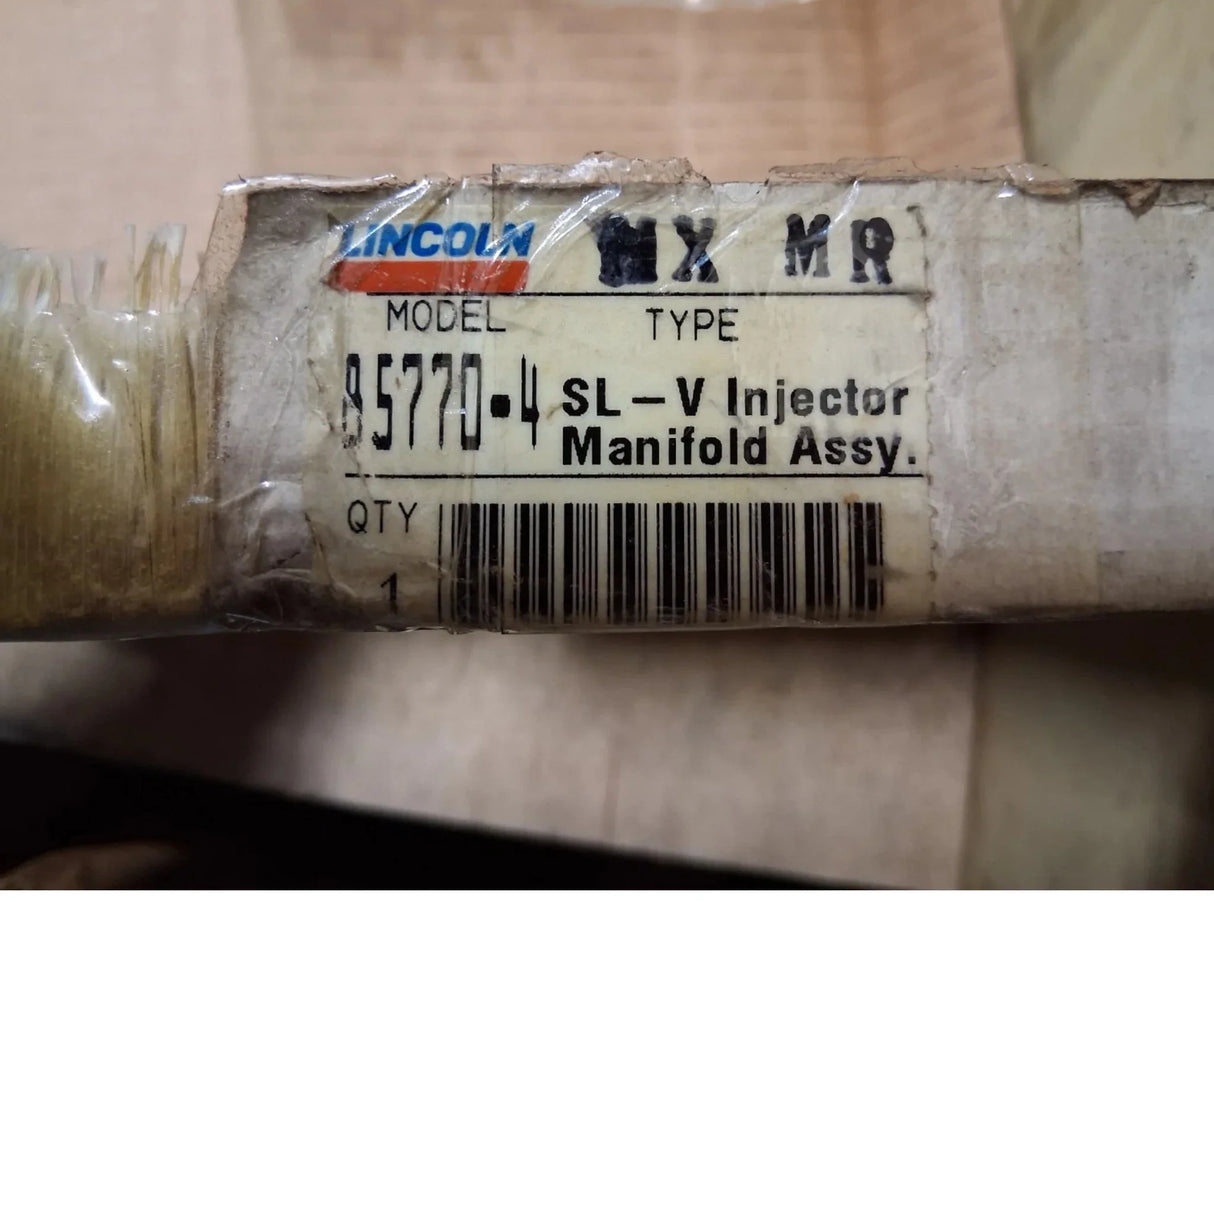 LINCOLN MX MR
MODEL TYPE
85770-4 SL-V Injector
Manifold Assy.
QTY
1